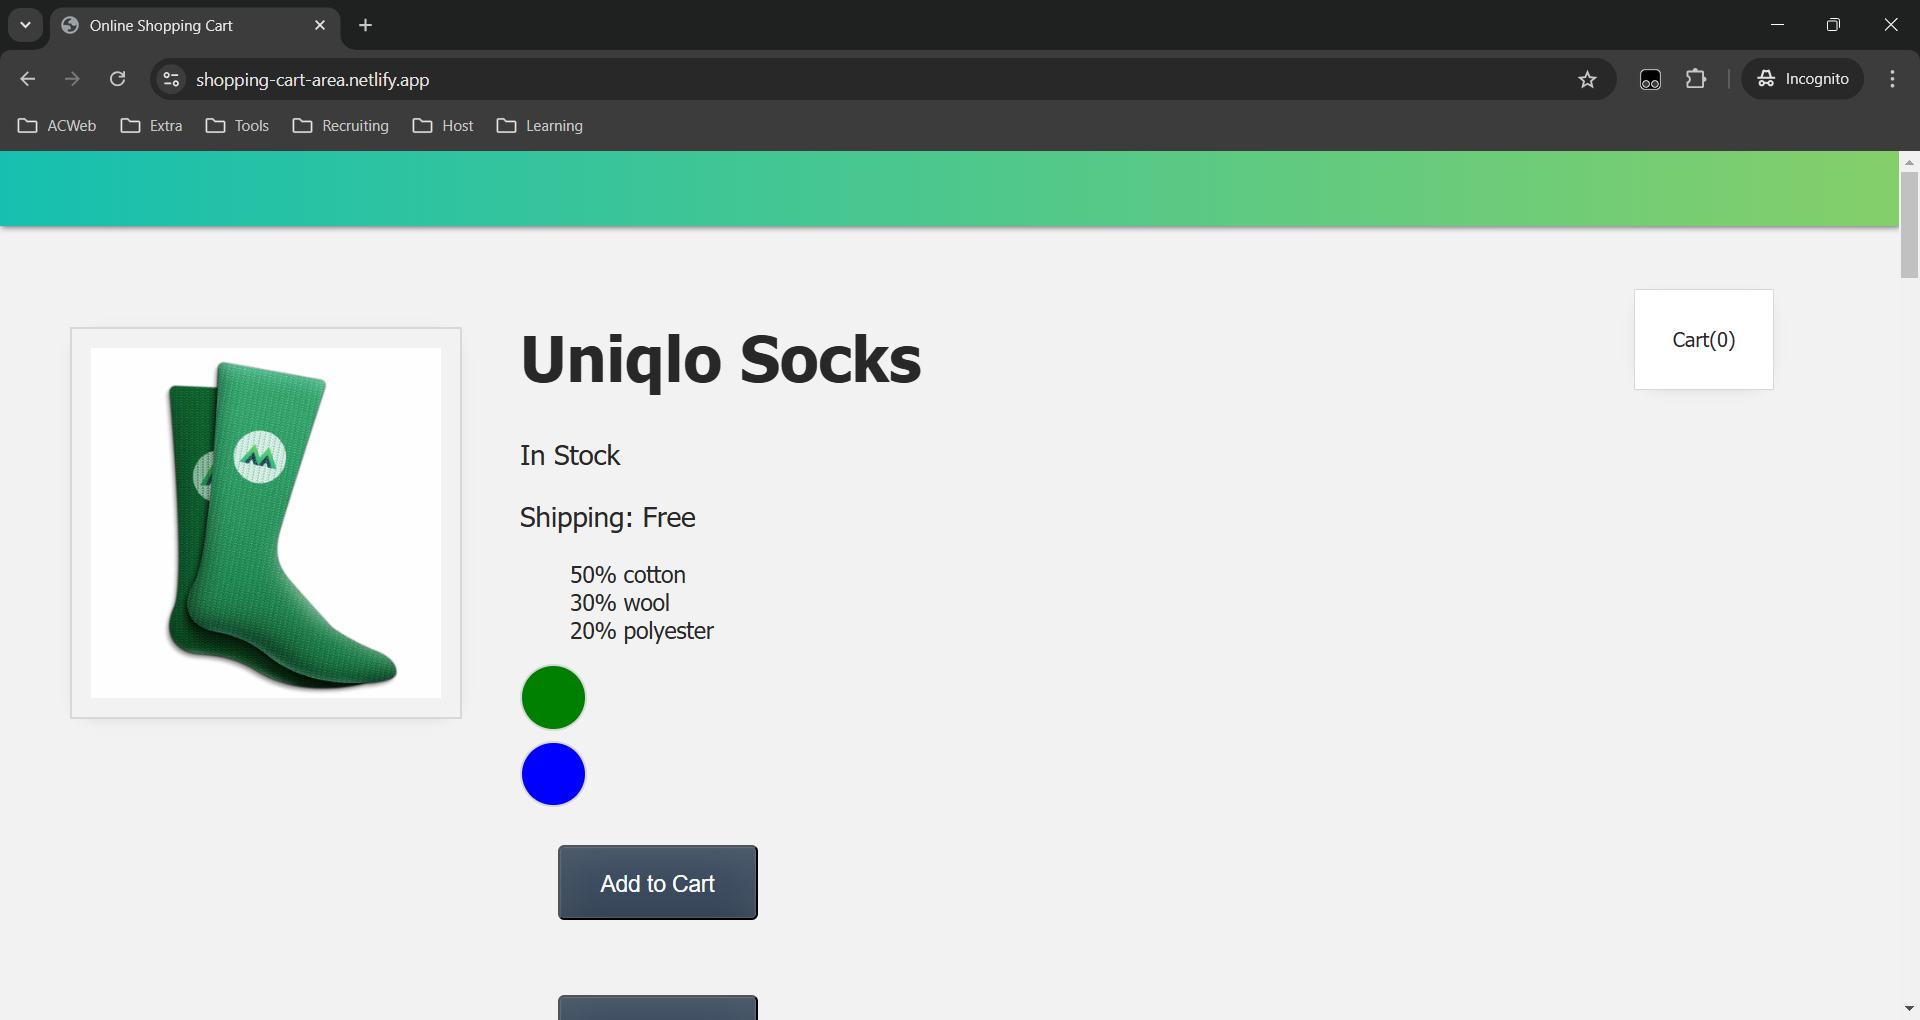 Online Shopping Cart
shopping-cart-area.netlify.app
Incognito
ACWeb Extra Tools Recruiting Host Learning
Cart(0)
Uniqlo Socks
In Stock
Shipping: Free
50% cotton
30% wool
20% polyester
Add to Cart